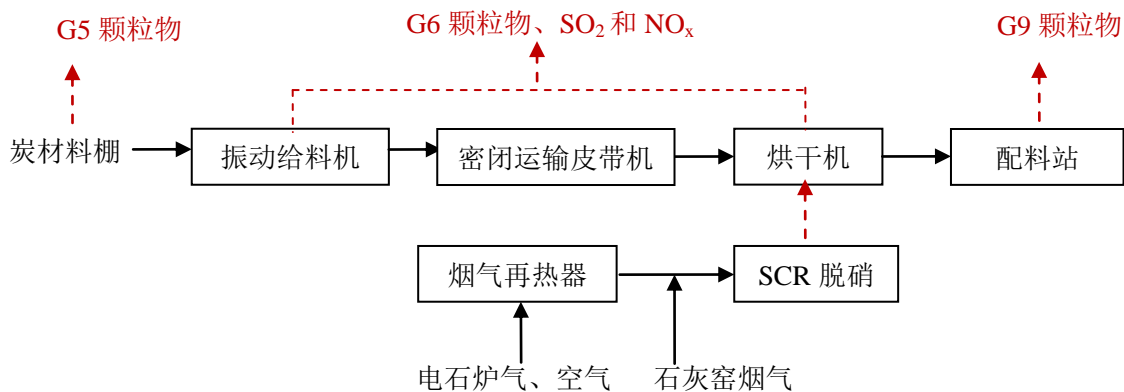 G5 颗粒物
G6 颗粒物、SO₂ 和 NOₓ
G9 颗粒物
炭材料棚
振动给料机
密闭运输皮带机
烘干机
配料站
烟气再热器
SCR 脱硝
电石炉气、空气
石灰窑烟气